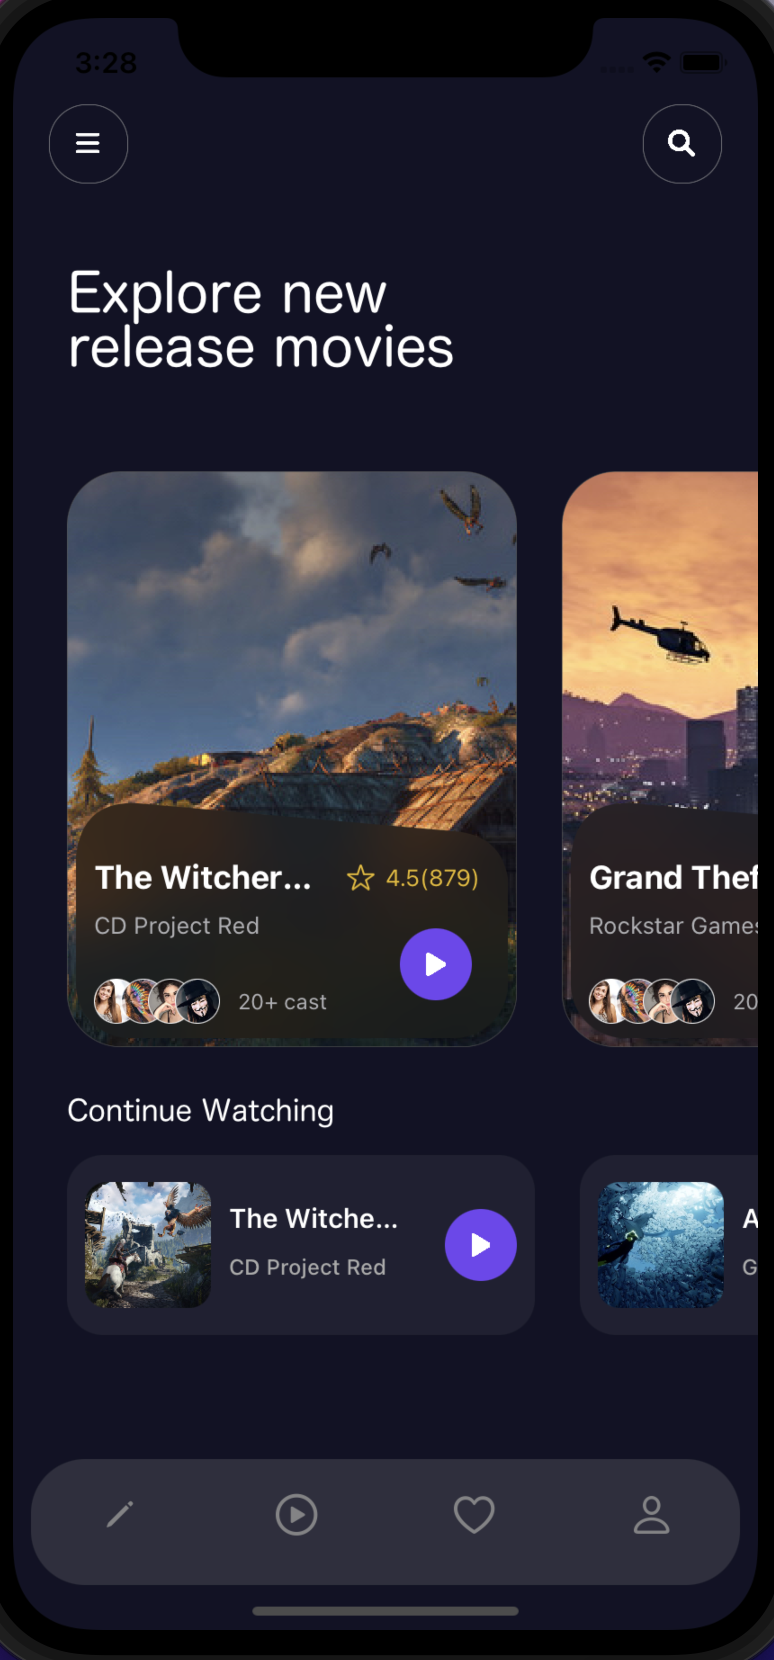 3:28
Explore new
release movies
The Witcher... 4.5(879)
CD Project Red
20+ cast
Grand Thef
Rockstar Games
20
Continue Watching
The Witche...
CD Project Red
A
G